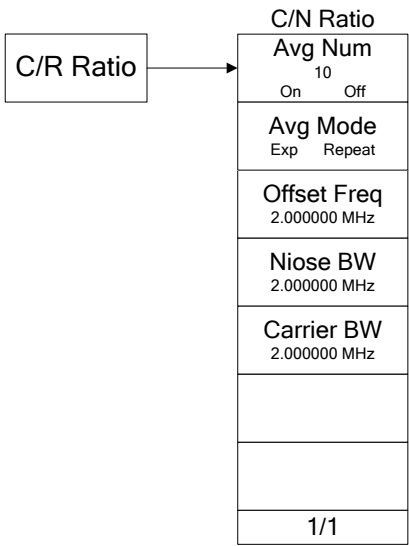 C/N Ratio
C/R Ratio
Avg Num
10
On Off
Avg Mode
Exp Repeat
Offset Freq
2.000000 MHz
Niose BW
2.000000 MHz
Carrier BW
2.000000 MHz
1/1